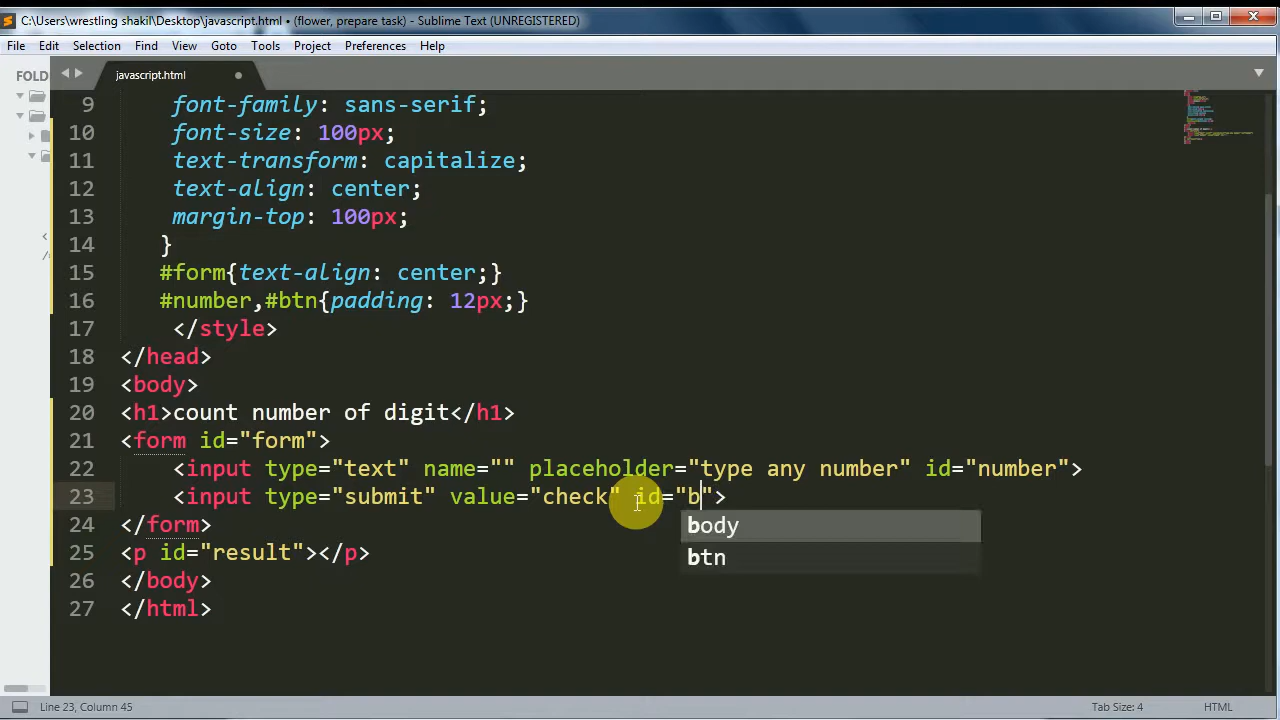 C:\Users\wrestling shakil\Desktop\javascript.html • (flower, prepare task) - Sublime Text (UNREGISTERED)
File Edit Selection Find View Goto Tools Project Preferences Help
FOLD
javascript.html
9 font-family: sans-serif;
10 font-size: 100px;
11 text-transform: capitalize;
12 text-align: center;
13 margin-top: 100px;
14 }
15 #form{text-align: center;}
16 #number,#btn{padding: 12px;}
17 </style>
18 </head>
19 <body>
20 <h1>count number of digit</h1>
21 <form id="form">
22 <input type="text" name="" placeholder="type any number" id="number">
23 <input type="submit" value="check" id="b">
body
btn
24 </form>
25 <p id="result"></p>
26 </body>
27 </html>
Line 23, Column 45 Tab Size: 4 HTML